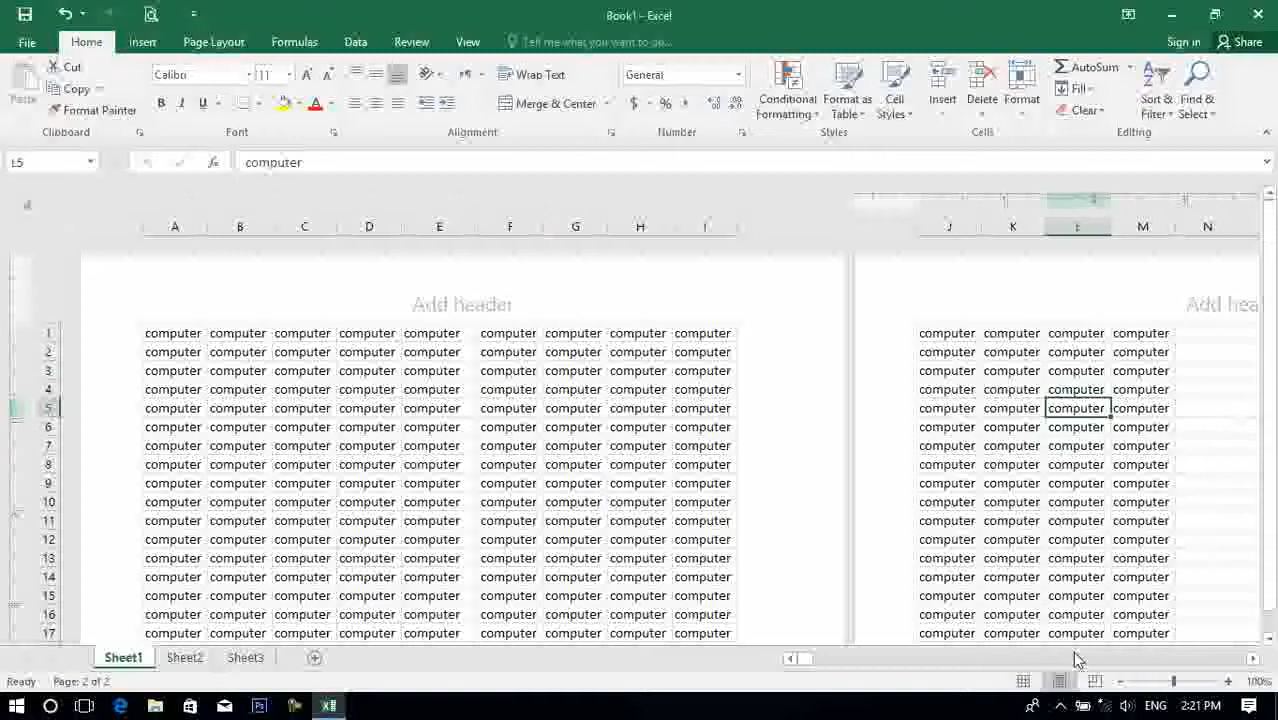 Book1 - Excel
File Home Insert Page Layout Formulas Data Review View Tell me what you want to do... Sign in Share
Cut
Copy
Format Painter
Paste
Calibri 11
Wrap Text
Merge & Center
General
Conditional Formatting
Format as Table
Cell Styles
Insert Delete Format
AutoSum
Fill
Clear
Sort & Filter
Find & Select
Clipboard Font Alignment Number Styles Cells Editing
L5 computer
A B C D E F G H I J K L M N
Add header
1 computer computer computer computer computer computer computer computer computer computer computer computer computer
2 computer computer computer computer computer computer computer computer computer computer computer computer computer
3 computer computer computer computer computer computer computer computer computer computer computer computer computer
4 computer computer computer computer computer computer computer computer computer computer computer computer computer
5 computer computer computer computer computer computer computer computer computer computer computer computer computer
6 computer computer computer computer computer computer computer computer computer computer computer computer computer
7 computer computer computer computer computer computer computer computer computer computer computer computer computer
8 computer computer computer computer computer computer computer computer computer computer computer computer computer
9 computer computer computer computer computer computer computer computer computer computer computer computer computer
10 computer computer computer computer computer computer computer computer computer computer computer computer computer
11 computer computer computer computer computer computer computer computer computer computer computer computer computer
12 computer computer computer computer computer computer computer computer computer computer computer computer computer
13 computer computer computer computer computer computer computer computer computer computer computer computer computer
14 computer computer computer computer computer computer computer computer computer computer computer computer computer
15 computer computer computer computer computer computer computer computer computer computer computer computer computer
16 computer computer computer computer computer computer computer computer computer computer computer computer computer
17 computer computer computer computer computer computer computer computer computer computer computer computer computer
Sheet1 Sheet2 Sheet3
Ready Page: 2 of 2 100%
ENG 2:21 PM